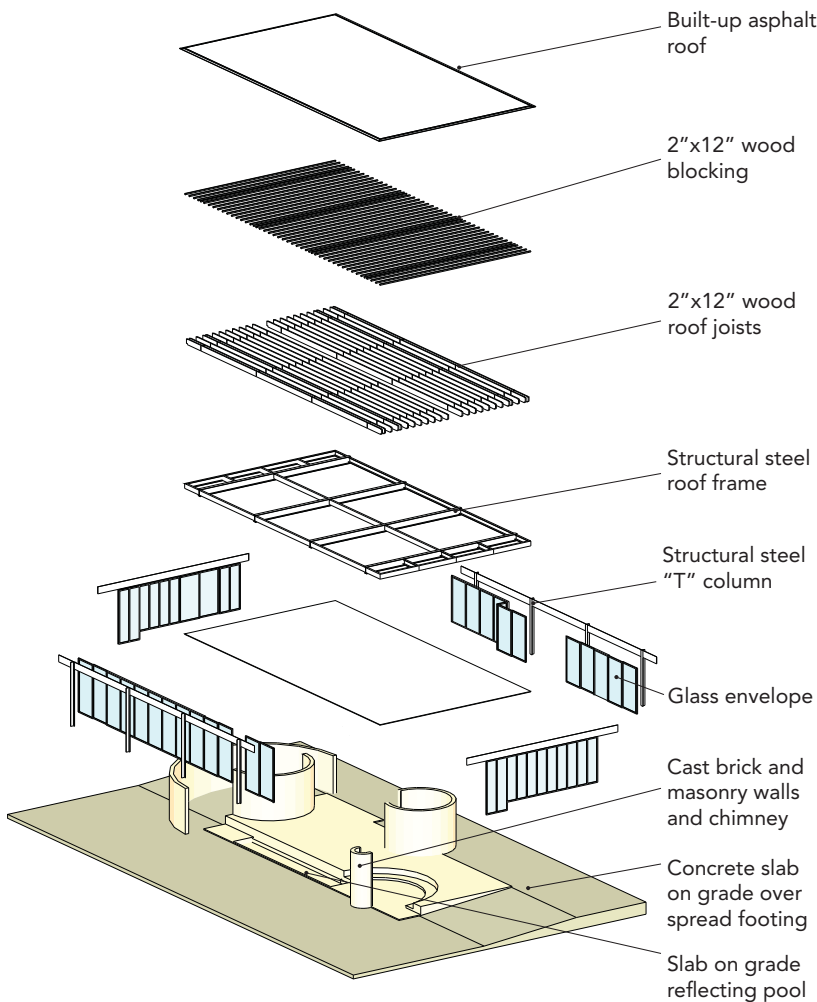 Built-up asphalt
roof
2”x12” wood
blocking
2”x12” wood
roof joists
Structural steel
roof frame
Structural steel
“T” column
Glass envelope
Cast brick and
masonry walls
and chimney
Concrete slab
on grade over
spread footing
Slab on grade
reflecting pool